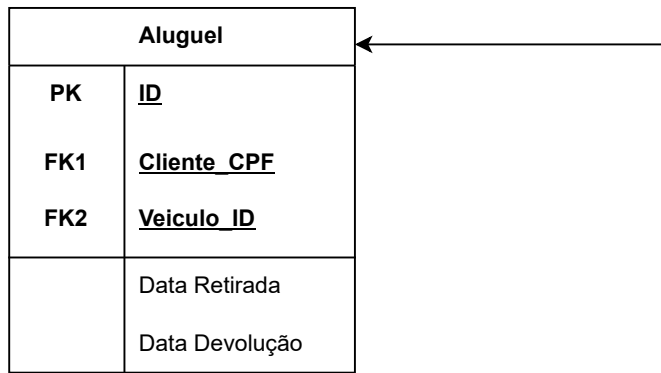 Aluguel
PK ID
FK1 Cliente_CPF
FK2 Veiculo_ID
Data Retirada
Data Devolução